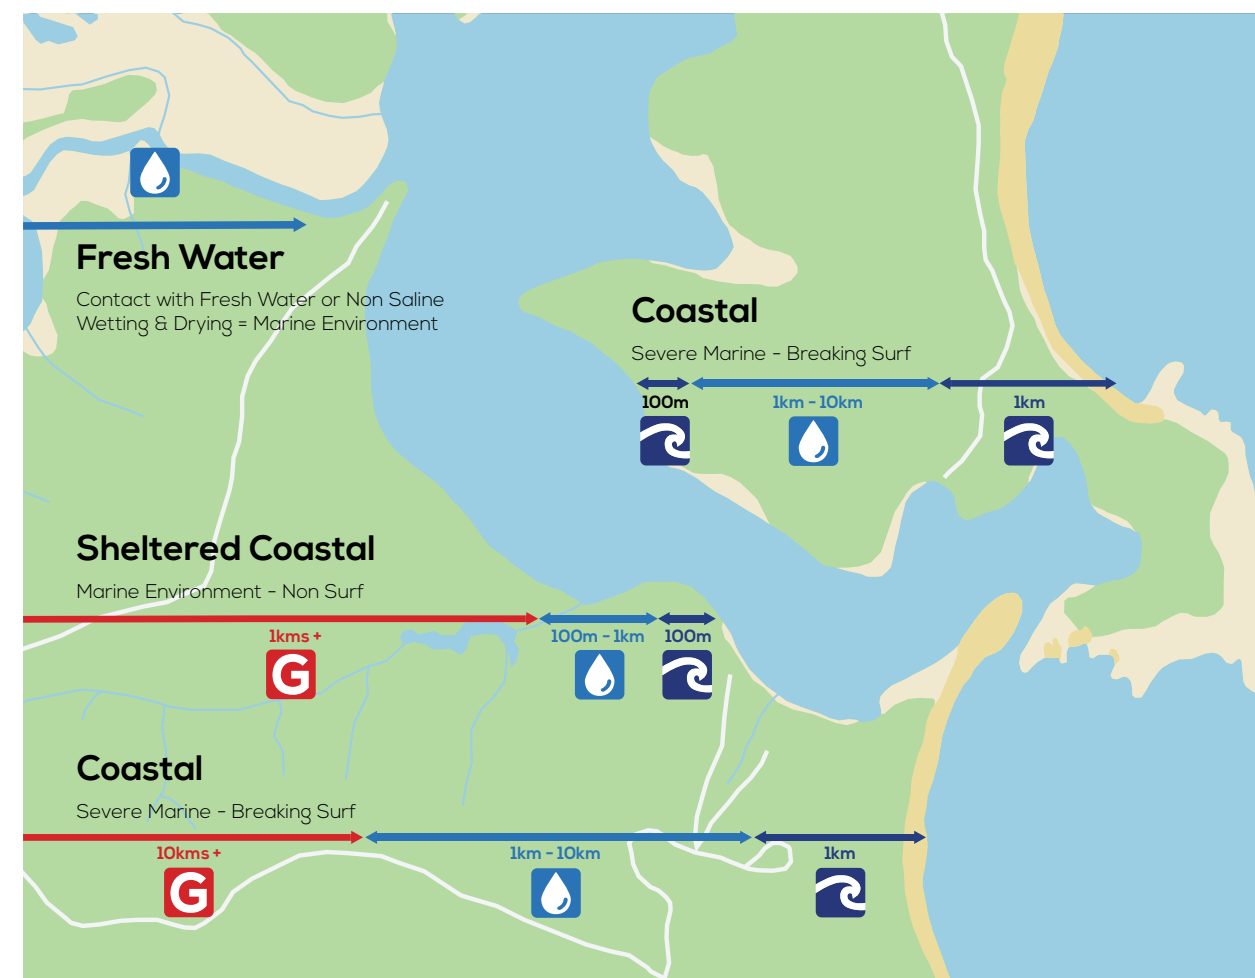 Fresh Water
Contact with Fresh Water or Non Saline
Wetting & Drying = Marine Environment
Coastal
Severe Marine - Breaking Surf
100m
1km - 10km
1km
Sheltered Coastal
Marine Environment - Non Surf
1kms +
100m - 1km
100m
G
Coastal
Severe Marine - Breaking Surf
10kms +
1km - 10km
1km
G